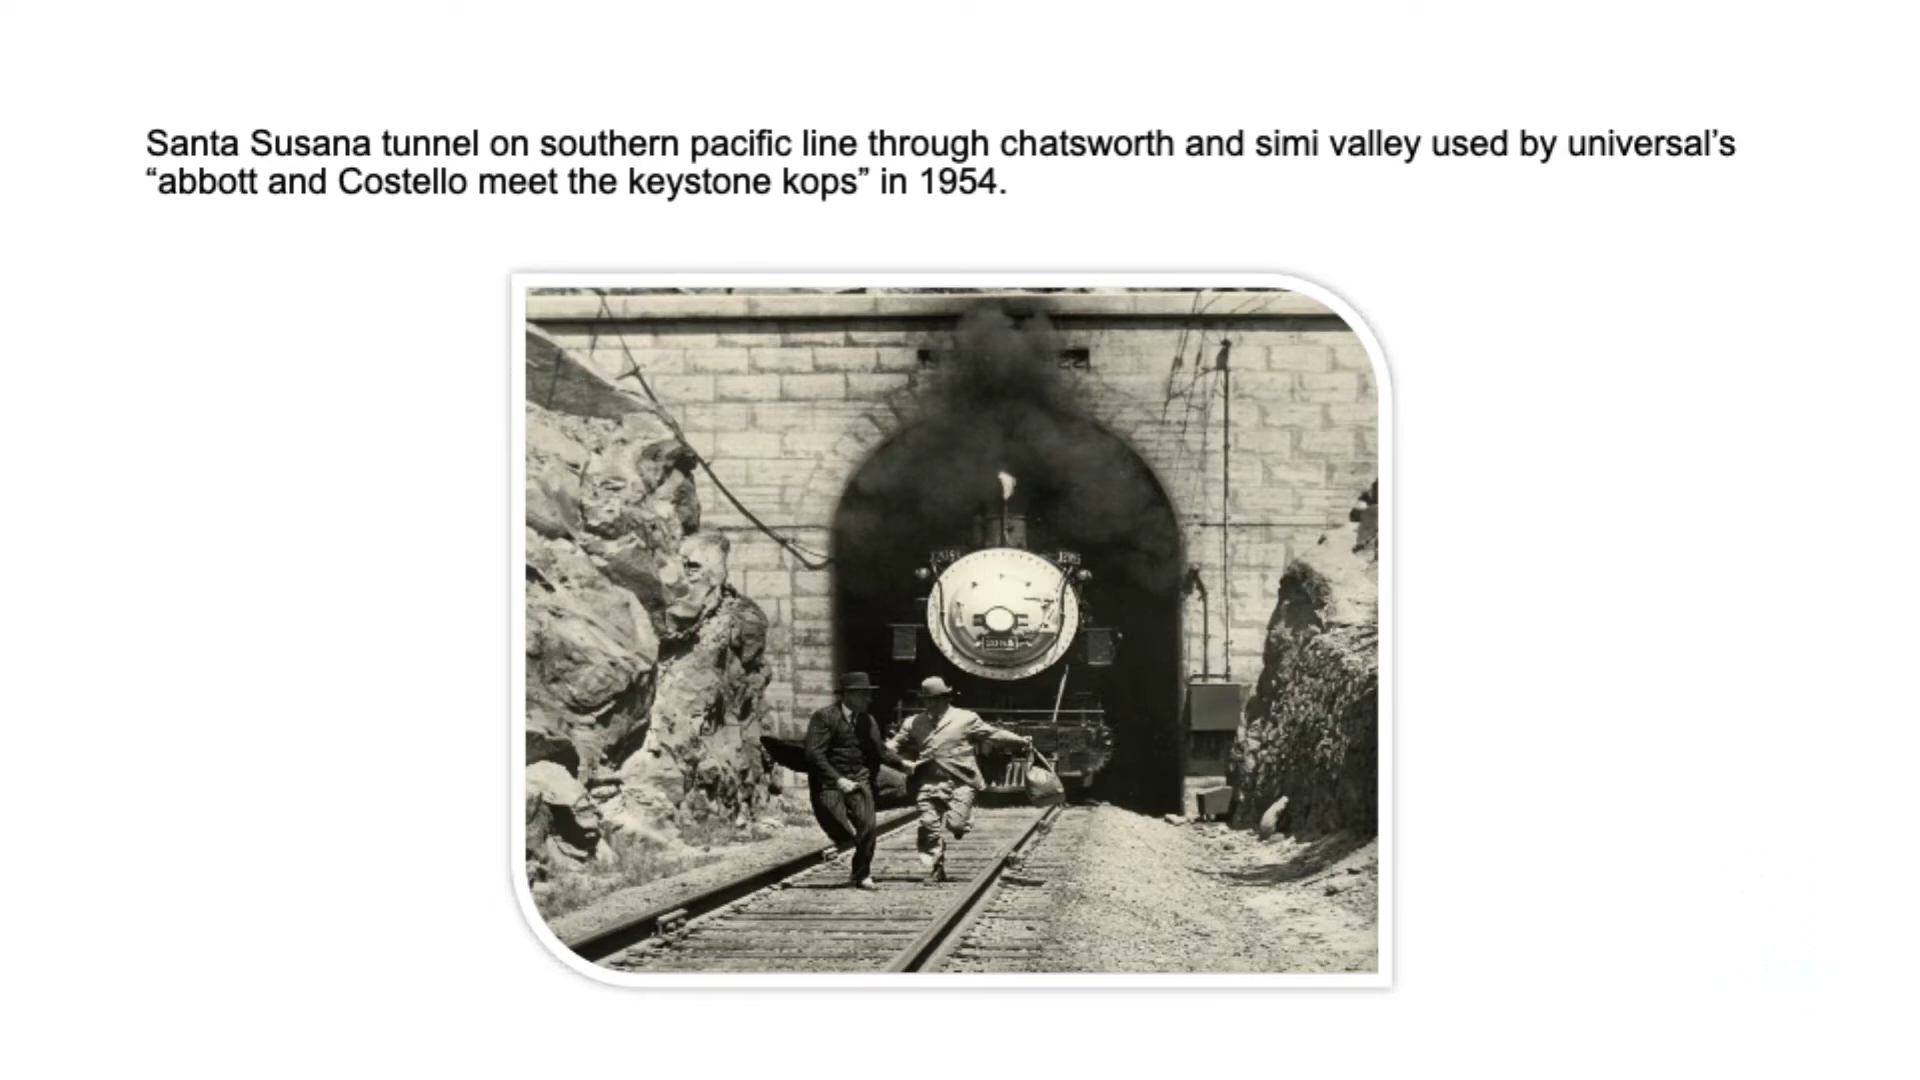 Santa Susana tunnel on southern pacific line through chatsworth and simi valley used by universal’s
“abbott and Costello meet the keystone kops” in 1954.